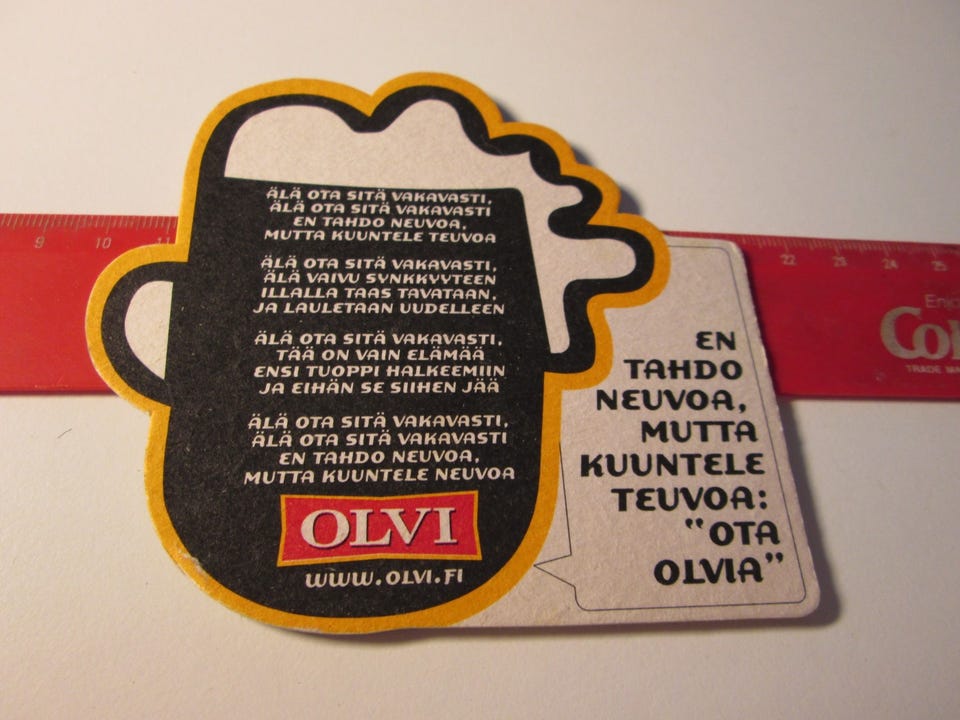 ÄLÄ OTA SITÄ VAKAVASTI,
ÄLÄ OTA SITÄ VAKAVASTI
EN TAHDO NEUVOA,
MUTTA KUUNTELE TEUVOA
ÄLÄ OTA SITÄ VAKAVASTI,
ÄLÄ VAIVU SYNKKYYTEEN
ILLALLA TAAS TAVATAAN,
JA LAULETAAN UUDELLEEN
ÄLÄ OTA SITÄ VAKAVASTI,
TÄÄ ON VAIN ELÄMÄÄ
ENSI TUOPPI HALKEEMIIN
JA EIHÄN SE SIIHEN JÄÄ
ÄLÄ OTA SITÄ VAKAVASTI,
ÄLÄ OTA SITÄ VAKAVASTI
EN TAHDO NEUVOA,
MUTTA KUUNTELE NEUVOA
OLVI
WWW.OLVI.FI
EN
TAHDO
NEUVOA,
MUTTA
KUUNTELE
TEUVOA:
"OTA
OLVIA"
9 10 11
22 23 24 25
Enj
Co
TRADE MA